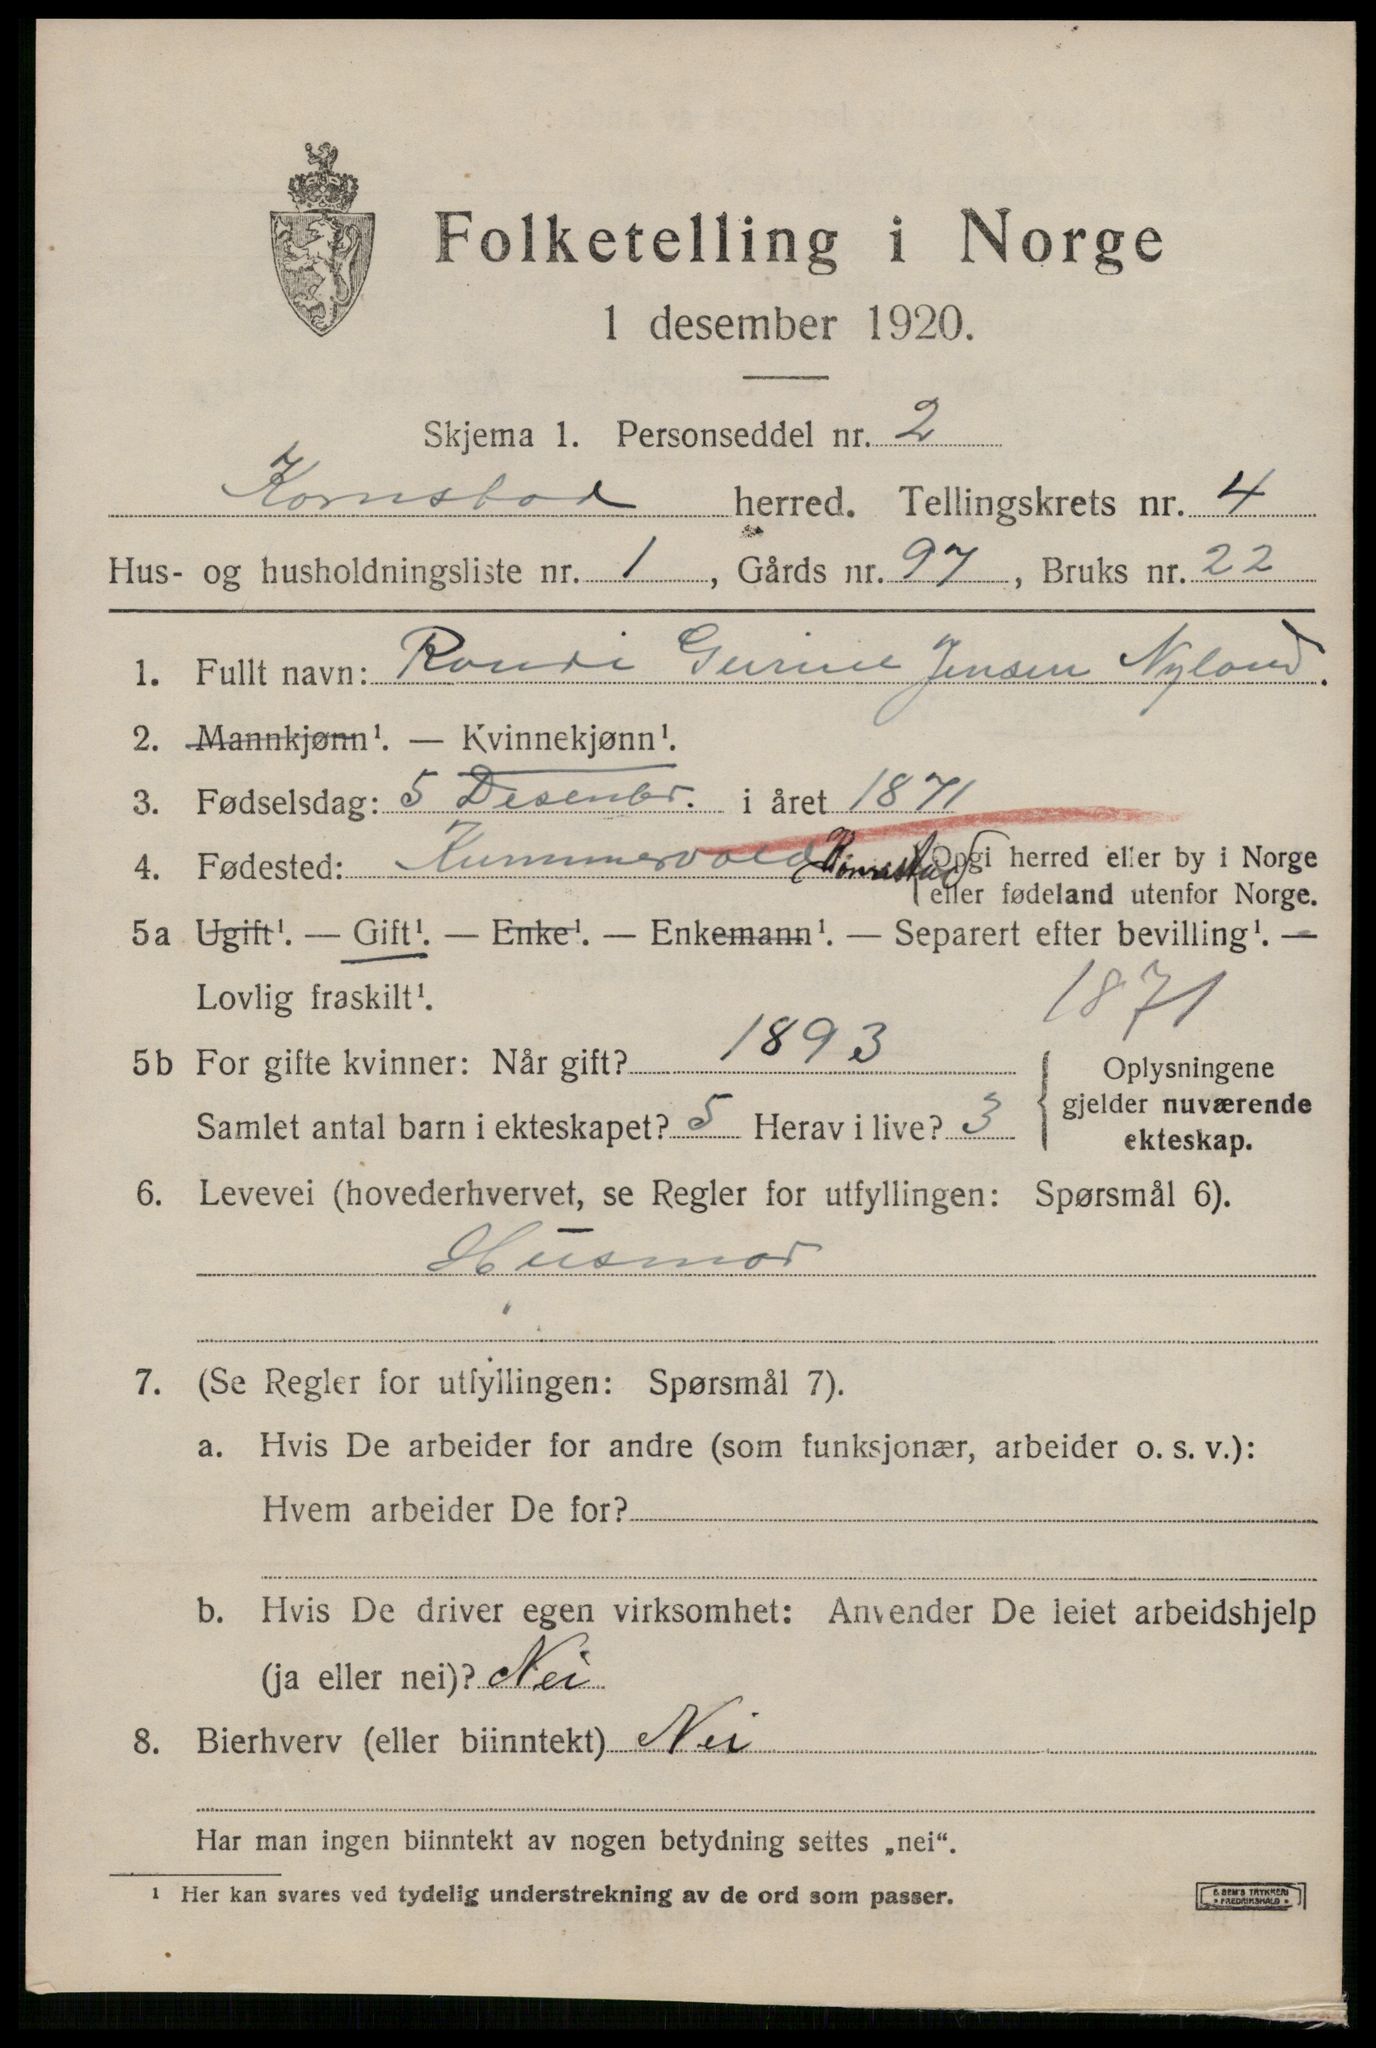 Folketelling i Norge
1 desember 1920.
Skjema 1. Personseddel nr. 2
Kornstad herred. Tellingskrets nr. 4
Hus- og husholdningsliste nr. 1, Gårds nr. 97, Bruks nr. 22
1. Fullt navn: Randi Gurine Jensen Nyland.
2. Mannkjønn¹. — Kvinnekjønn¹.
3. Fødselsdag: 5 Desembr. i året 1871
4. Fødested: Kummervold Kornstad { Opgi herred eller by i Norge
eller fødeland utenfor Norge.
5a Ugift¹. — Gift¹. — Enke¹. — Enkemann¹. — Separert efter bevilling¹. —
Lovlig fraskilt¹. 1871
5b For gifte kvinner: Når gift? 1893 { Oplysningene
gjelder nuværende
Samlet antal barn i ekteskapet? 5 Herav i live? 3 ekteskap.
6. Levevei (hovederhvervet, se Regler for utfyllingen: Spørsmål 6).
Husmor
7. (Se Regler for utfyllingen: Spørsmål 7).
a. Hvis De arbeider for andre (som funksjonær, arbeider o. s. v.):
Hvem arbeider De for?
b. Hvis De driver egen virksomhet: Anvender De leiet arbeidshjelp
(ja eller nei)? Nei
8. Bierhverv (eller biinntekt) Nei
Har man ingen biinntekt av nogen betydning settes „nei“.
¹ Her kan svares ved tydelig understrekning av de ord som passer.
E. SEM'S TRYKKERI
• FREDRIKSHALD •